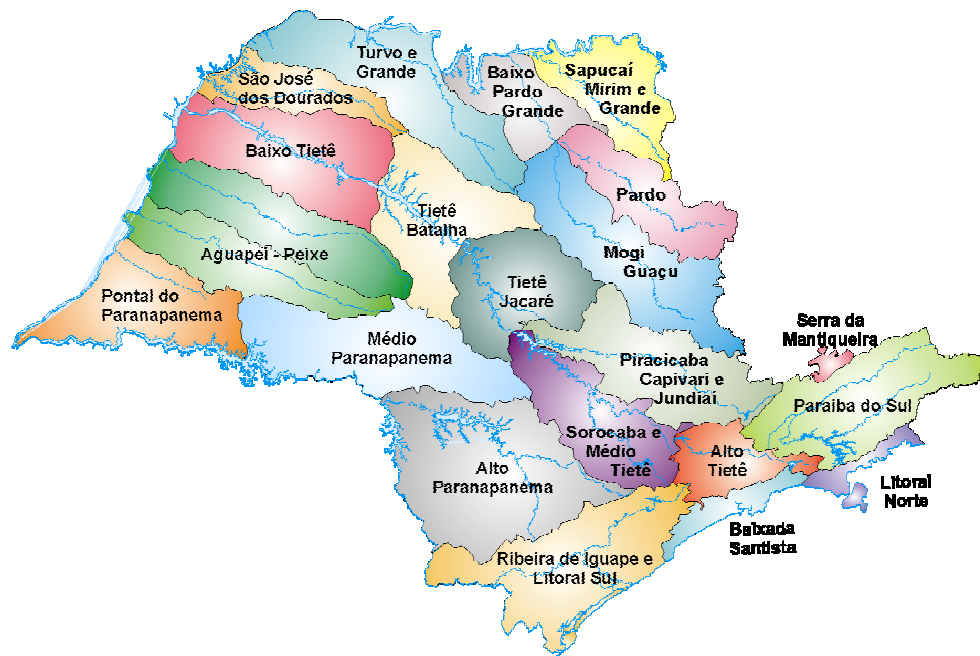 Turvo e
Grande
São José
dos Dourados
Baixo
Pardo
Grande
Sapucaí
Mirim e
Grande
Baixo Tietê
Pardo
Tietê
Batalha
Mogi
Guaçu
Aguapeí - Peixe
Tietê
Jacaré
Pontal do
Paranapanema
Médio
Paranapanema
Serra da
Mantiqueira
Piracicaba
Capivari e
Jundiaí
Paraiba do Sul
Sorocaba e
Médio
Tietê
Alto
Tietê
Alto
Paranapanema
Litoral
Norte
Baixada
Santista
Ribeira de Iguape e
Litoral Sul